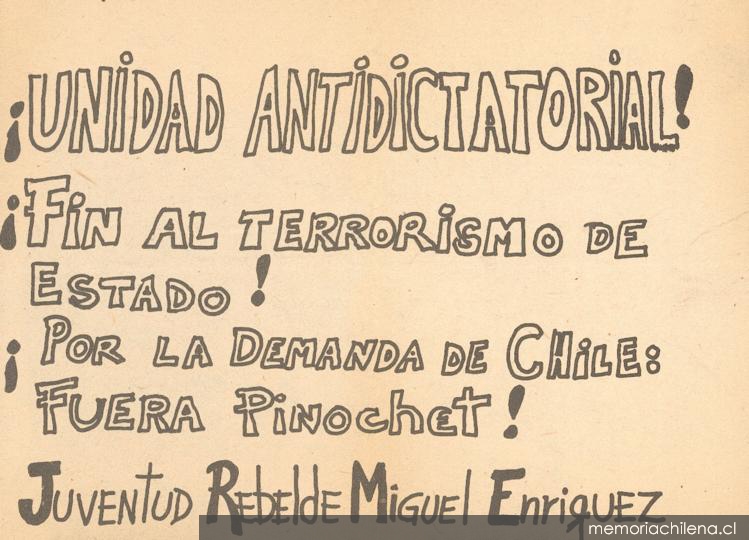 ¡UNIDAD ANTIDICTATORIAL!
¡FIN AL TERRORISMO DE
ESTADO!
¡POR LA DEMANDA DE CHILE:
FUERA PINOCHET!
JUVENTUD REBELDE MIGUEL ENRIQUEZ
memoriachilena.cl